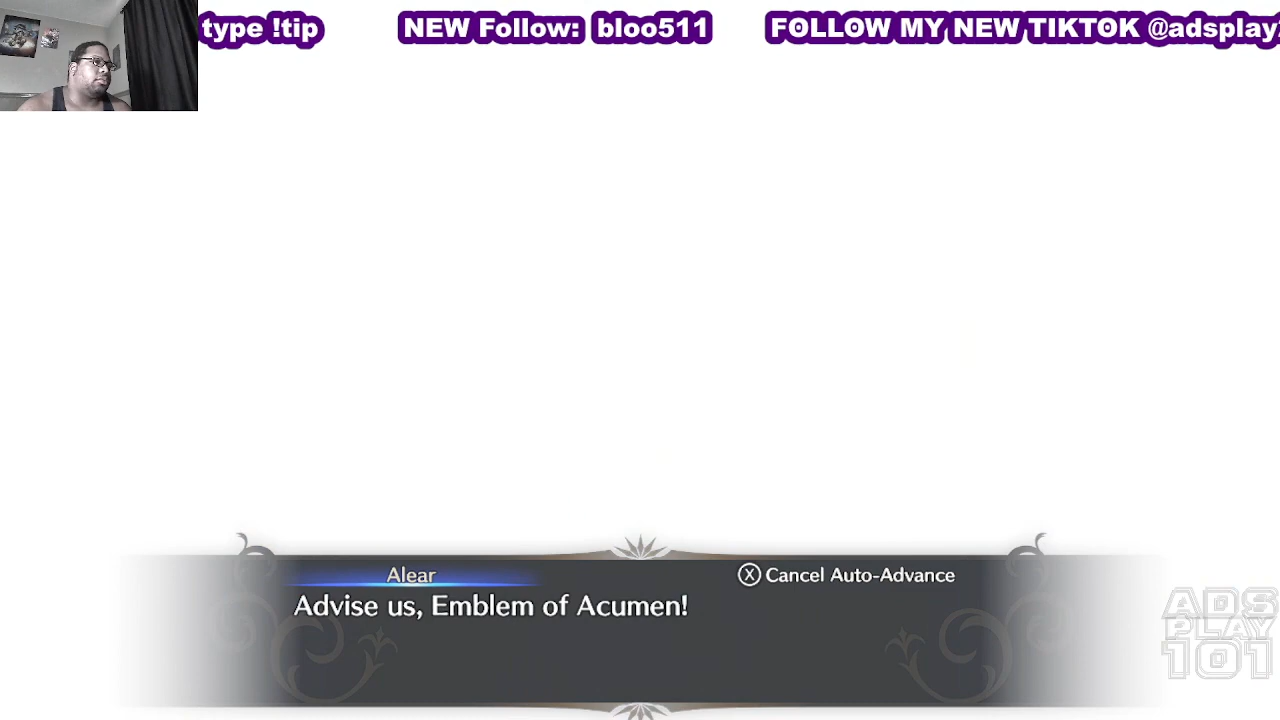 type !tip NEW Follow: bloo511 FOLLOW MY NEW TIKTOK @adsplay
Alear
Ⓧ Cancel Auto-Advance
Advise us, Emblem of Acumen!
ADS
PLAY
101